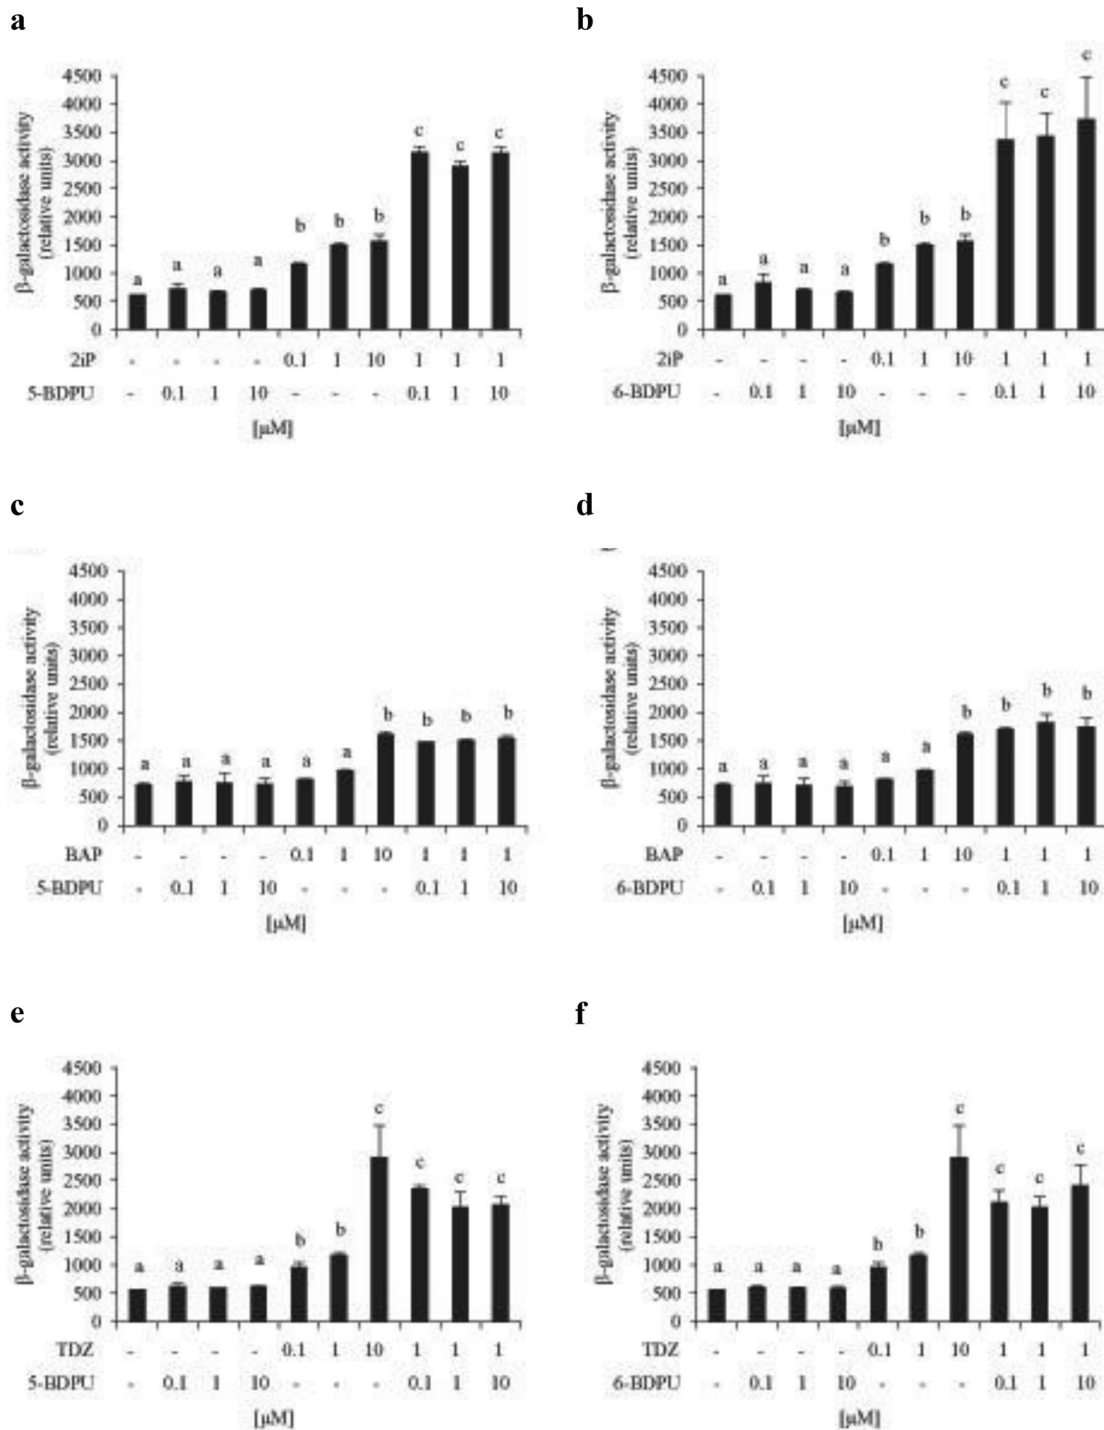 a
β-galactosidase activity
(relative units)
4500
4000
3500
3000
2500
2000
1500
1000
500
0
a a a a b b b c c c
2iP - - - - 0.1 1 10 1 1 1
5-BDPU - 0.1 1 10 - - - 0.1 1 10
[μM]
b
β-galactosidase activity
(relative units)
4500
4000
3500
3000
2500
2000
1500
1000
500
0
a a a a b b b c c c
2iP - - - - 0.1 1 10 1 1 1
6-BDPU - 0.1 1 10 - - - 0.1 1 10
[μM]
c
β-galactosidase activity
(relative units)
4500
4000
3500
3000
2500
2000
1500
1000
500
0
a a a a a a b b b b
BAP - - - - 0.1 1 10 1 1 1
5-BDPU - 0.1 1 10 - - - 0.1 1 10
[μM]
d
β-galactosidase activity
(relative units)
4500
4000
3500
3000
2500
2000
1500
1000
500
0
a a a a a a b b b b
BAP - - - - 0.1 1 10 1 1 1
6-BDPU - 0.1 1 10 - - - 0.1 1 10
[μM]
e
β-galactosidase activity
(relative units)
4500
4000
3500
3000
2500
2000
1500
1000
500
0
a a a a b b c c c c
TDZ - - - - 0.1 1 10 1 1 1
5-BDPU - 0.1 1 10 - - - 0.1 1 10
[μM]
f
β-galactosidase activity
(relative units)
4500
4000
3500
3000
2500
2000
1500
1000
500
0
a a a a b b c c c c
TDZ - - - - 0.1 1 10 1 1 1
6-BDPU - 0.1 1 10 - - - 0.1 1 10
[μM]